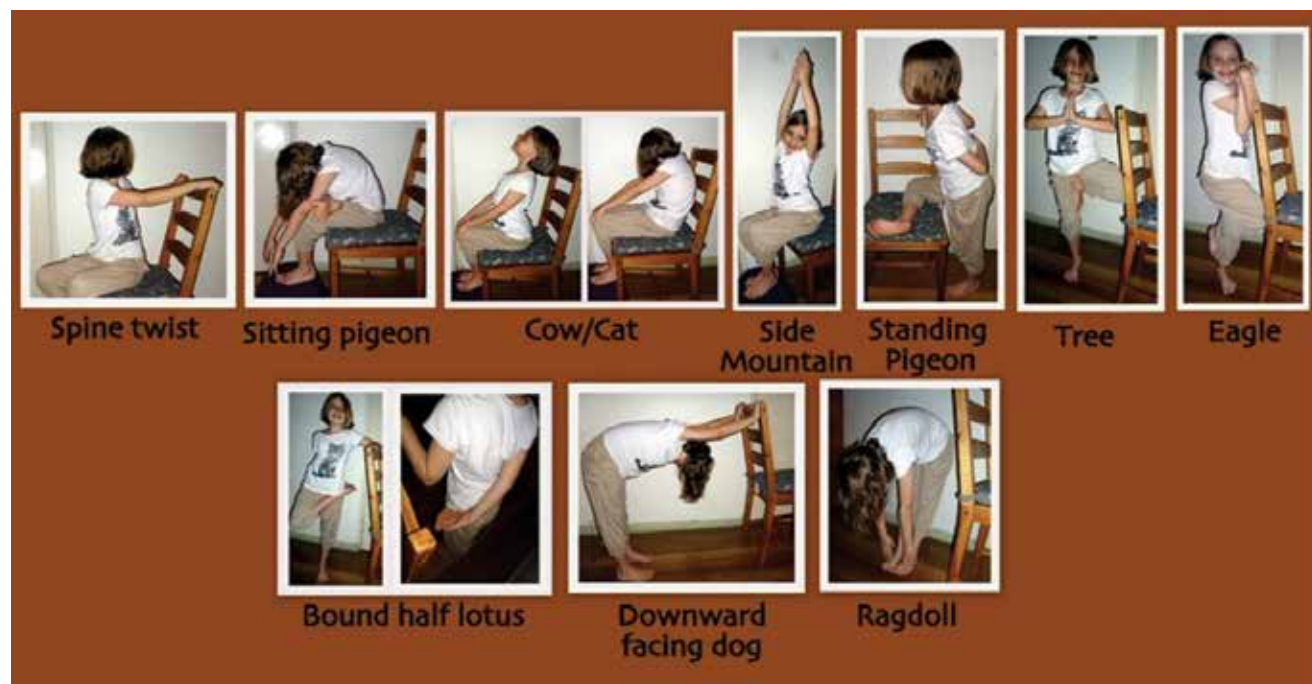 Spine twist
Sitting pigeon
Cow/Cat
Side
Mountain
Standing
Pigeon
Tree
Eagle
Bound half lotus
Downward
facing dog
Ragdoll